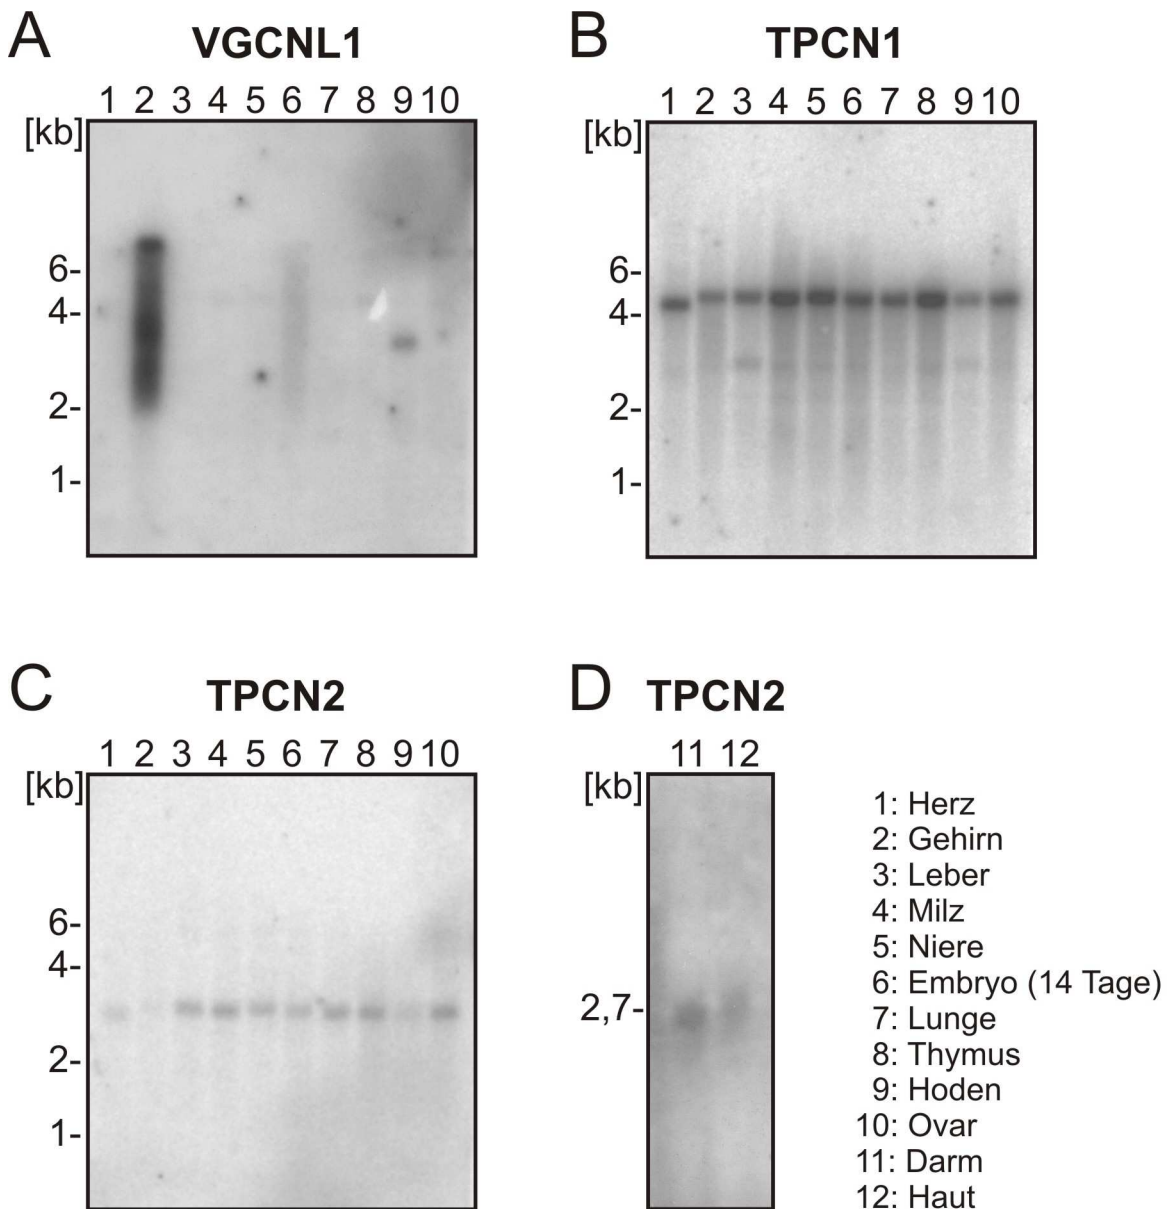 A VGCNL1
1 2 3 4 5 6 7 8 9 10
[kb]
6-
4-
2-
1-
B TPCN1
1 2 3 4 5 6 7 8 9 10
[kb]
6-
4-
2-
1-
C TPCN2
1 2 3 4 5 6 7 8 9 10
[kb]
6-
4-
2-
1-
D TPCN2
11 12
[kb]
2,7-
1: Herz
2: Gehirn
3: Leber
4: Milz
5: Niere
6: Embryo (14 Tage)
7: Lunge
8: Thymus
9: Hoden
10: Ovar
11: Darm
12: Haut